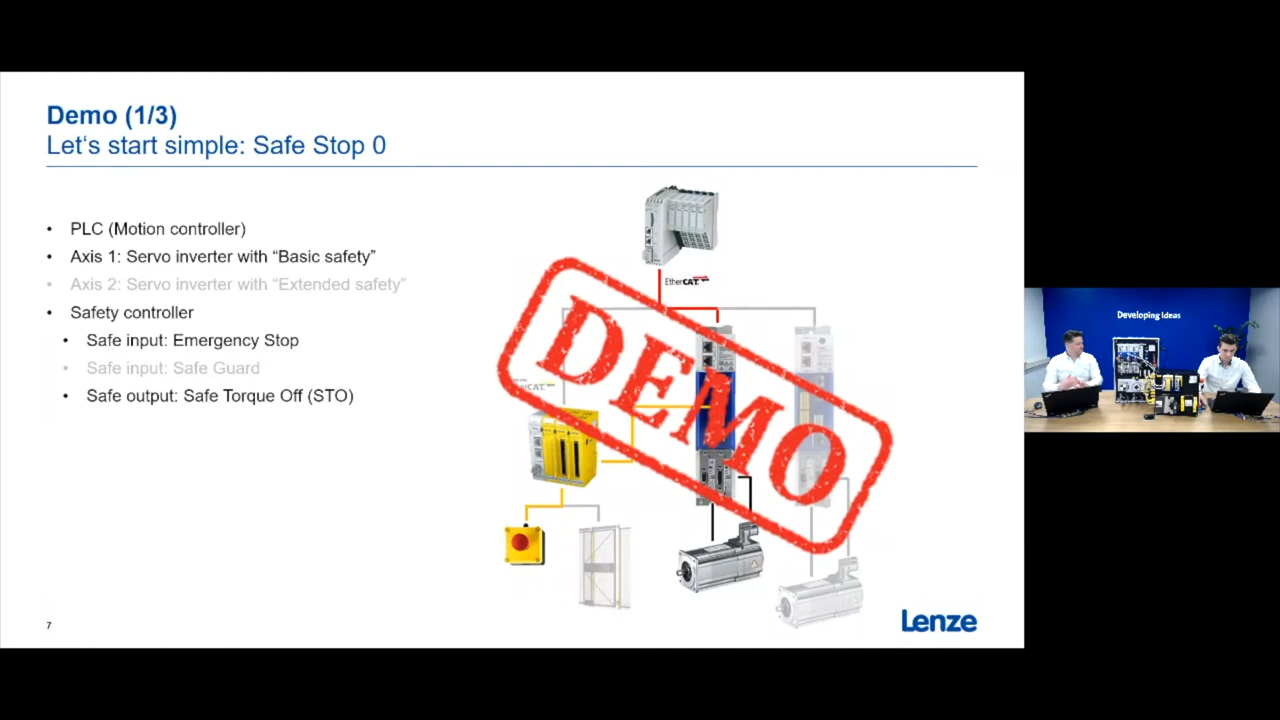 Demo (1/3)
Let's start simple: Safe Stop 0
• PLC (Motion controller)
• Axis 1: Servo inverter with “Basic safety”
• Axis 2: Servo inverter with “Extended safety”
• Safety controller
• Safe input: Emergency Stop
• Safe input: Safe Guard
• Safe output: Safe Torque Off (STO)
EtherCAT
DEMO
7
Lenze
Developing Ideas